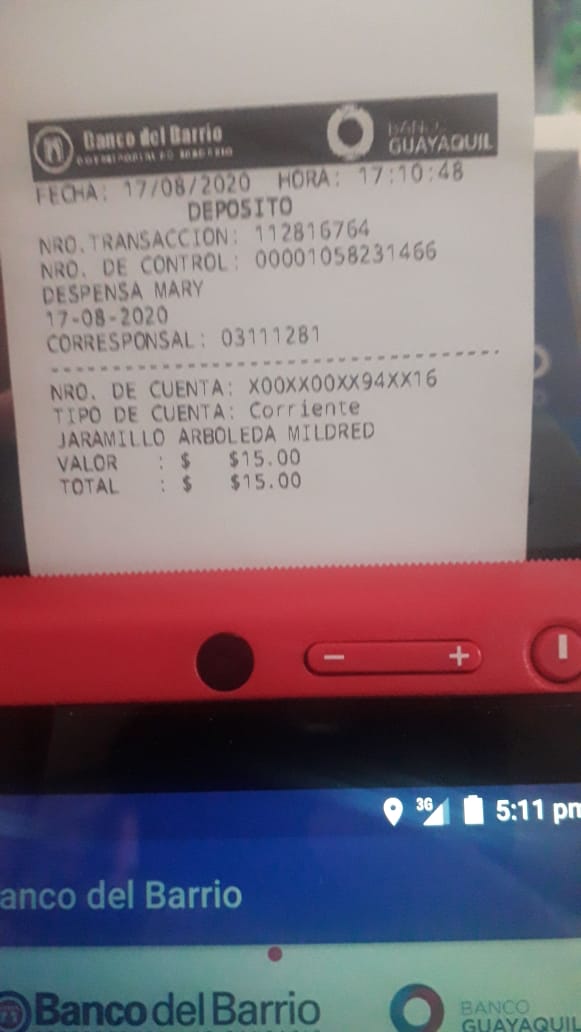 Banco del Barrio
BANCO
GUAYAQUIL
FECHA: 17/08/2020 HORA: 17:10:48
DEPOSITO
NRO.TRANSACCION: 112816764
NRO. DE CONTROL: 00001058231466
DESPENSA MARY
17-08-2020
CORRESPONSAL: 03111281
NRO. DE CUENTA: X00XX00XX94XX16
TIPO DE CUENTA: Corriente
JARAMILLO ARBOLEDA MILDRED
VALOR : $ $15.00
TOTAL : $ $15.00
- +
3G 5:11 pm
anco del Barrio
Banco del Barrio
BANCO
GUAYAQUIL